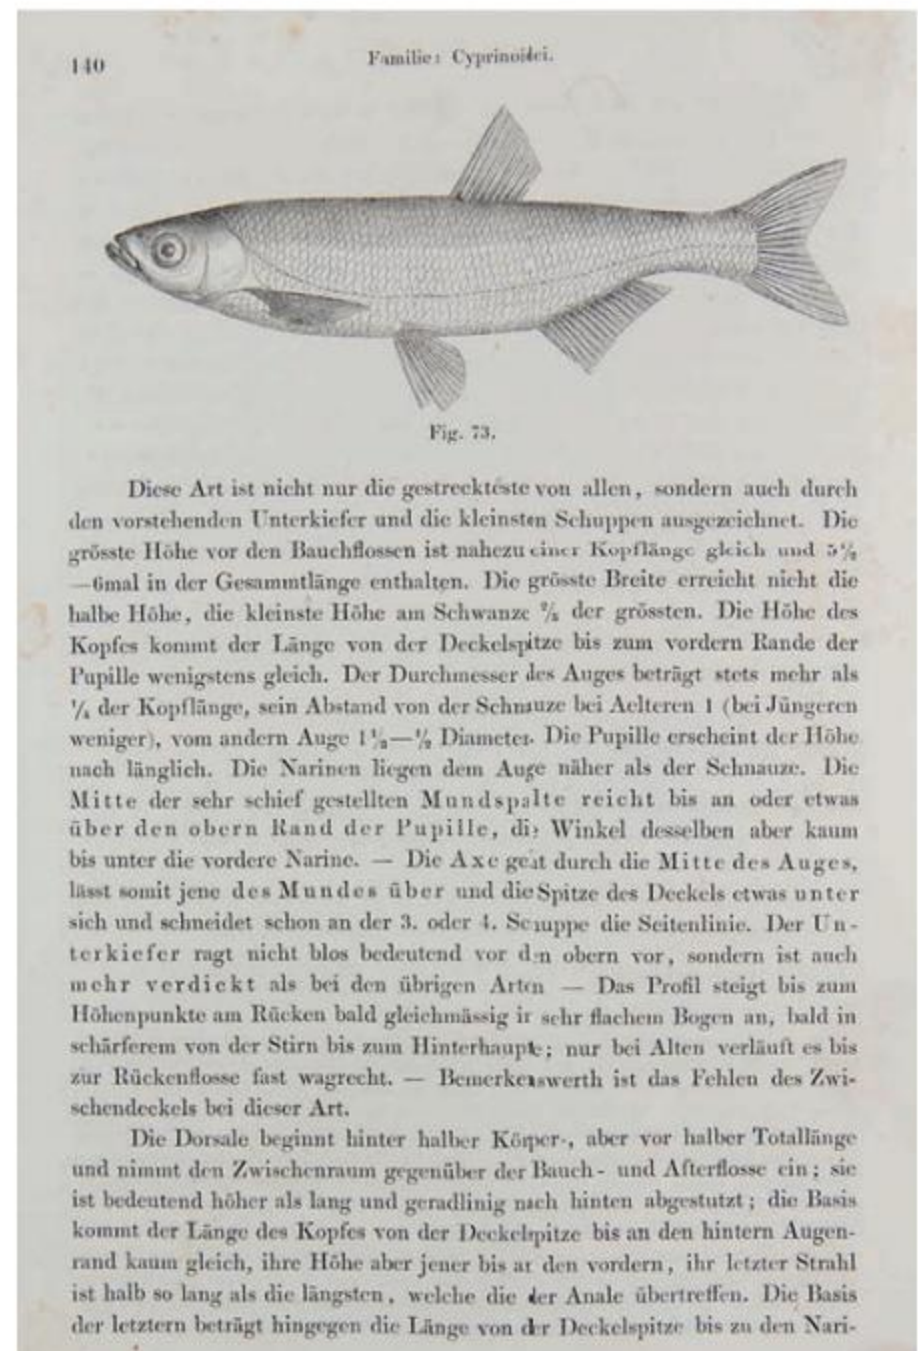 140
Familie: Cyprinoidei.
Fig. 73.
Diese Art ist nicht nur die gestreckteste von allen, sondern auch durch
den vorstehenden Unterkiefer und die kleinsten Schuppen ausgezeichnet. Die
grösste Höhe vor den Bauchflossen ist nahezu einer Kopflänge gleich und 5½
—6mal in der Gesammtlänge enthalten. Die grösste Breite erreicht nicht die
halbe Höhe, die kleinste Höhe am Schwanze ⅖ der grössten. Die Höhe des
Kopfes kommt der Länge von der Deckelspitze bis zum vordern Rande der
Pupille wenigstens gleich. Der Durchmesser des Auges beträgt stets mehr als
¼ der Kopflänge, sein Abstand von der Schnauze bei Aelteren 1 (bei Jüngeren
weniger), vom andern Auge 1⅓—½ Diameter. Die Pupille erscheint der Höhe
nach länglich. Die Narinen liegen dem Auge näher als der Schnauze. Die
Mitte der sehr schief gestellten Mundspalte reicht bis an oder etwas
über den obern Rand der Pupille, die Winkel desselben aber kaum
bis unter die vordere Narine. — Die Axe geht durch die Mitte des Auges,
lässt somit jene des Mundes über und die Spitze des Deckels etwas unter
sich und schneidet schon an der 3. oder 4. Schuppe die Seitenlinie. Der Un-
terkiefer ragt nicht blos bedeutend vor den obern vor, sondern ist auch
mehr verdickt als bei den übrigen Arten — Das Profil steigt bis zum
Höhenpunkte am Rücken bald gleichmässig in sehr flachem Bogen an, bald in
schärferem von der Stirn bis zum Hinterhaupte; nur bei Alten verläuft es bis
zur Rückenflosse fast wagrecht. — Bemerkenswerth ist das Fehlen des Zwi-
schendeckels bei dieser Art.
Die Dorsale beginnt hinter halber Körper-, aber vor halber Totallänge
und nimmt den Zwischenraum gegenüber der Bauch- und Afterflosse ein; sie
ist bedeutend höher als lang und geradlinig nach hinten abgestutzt; die Basis
kommt der Länge des Kopfes von der Deckelspitze bis an den hintern Augen-
rand kaum gleich, ihre Höhe aber jener bis an den vordern, ihr letzter Strahl
ist halb so lang als die längsten, welche die der Anale übertreffen. Die Basis
der letztern beträgt hingegen die Länge von der Deckelspitze bis zu den Nari-